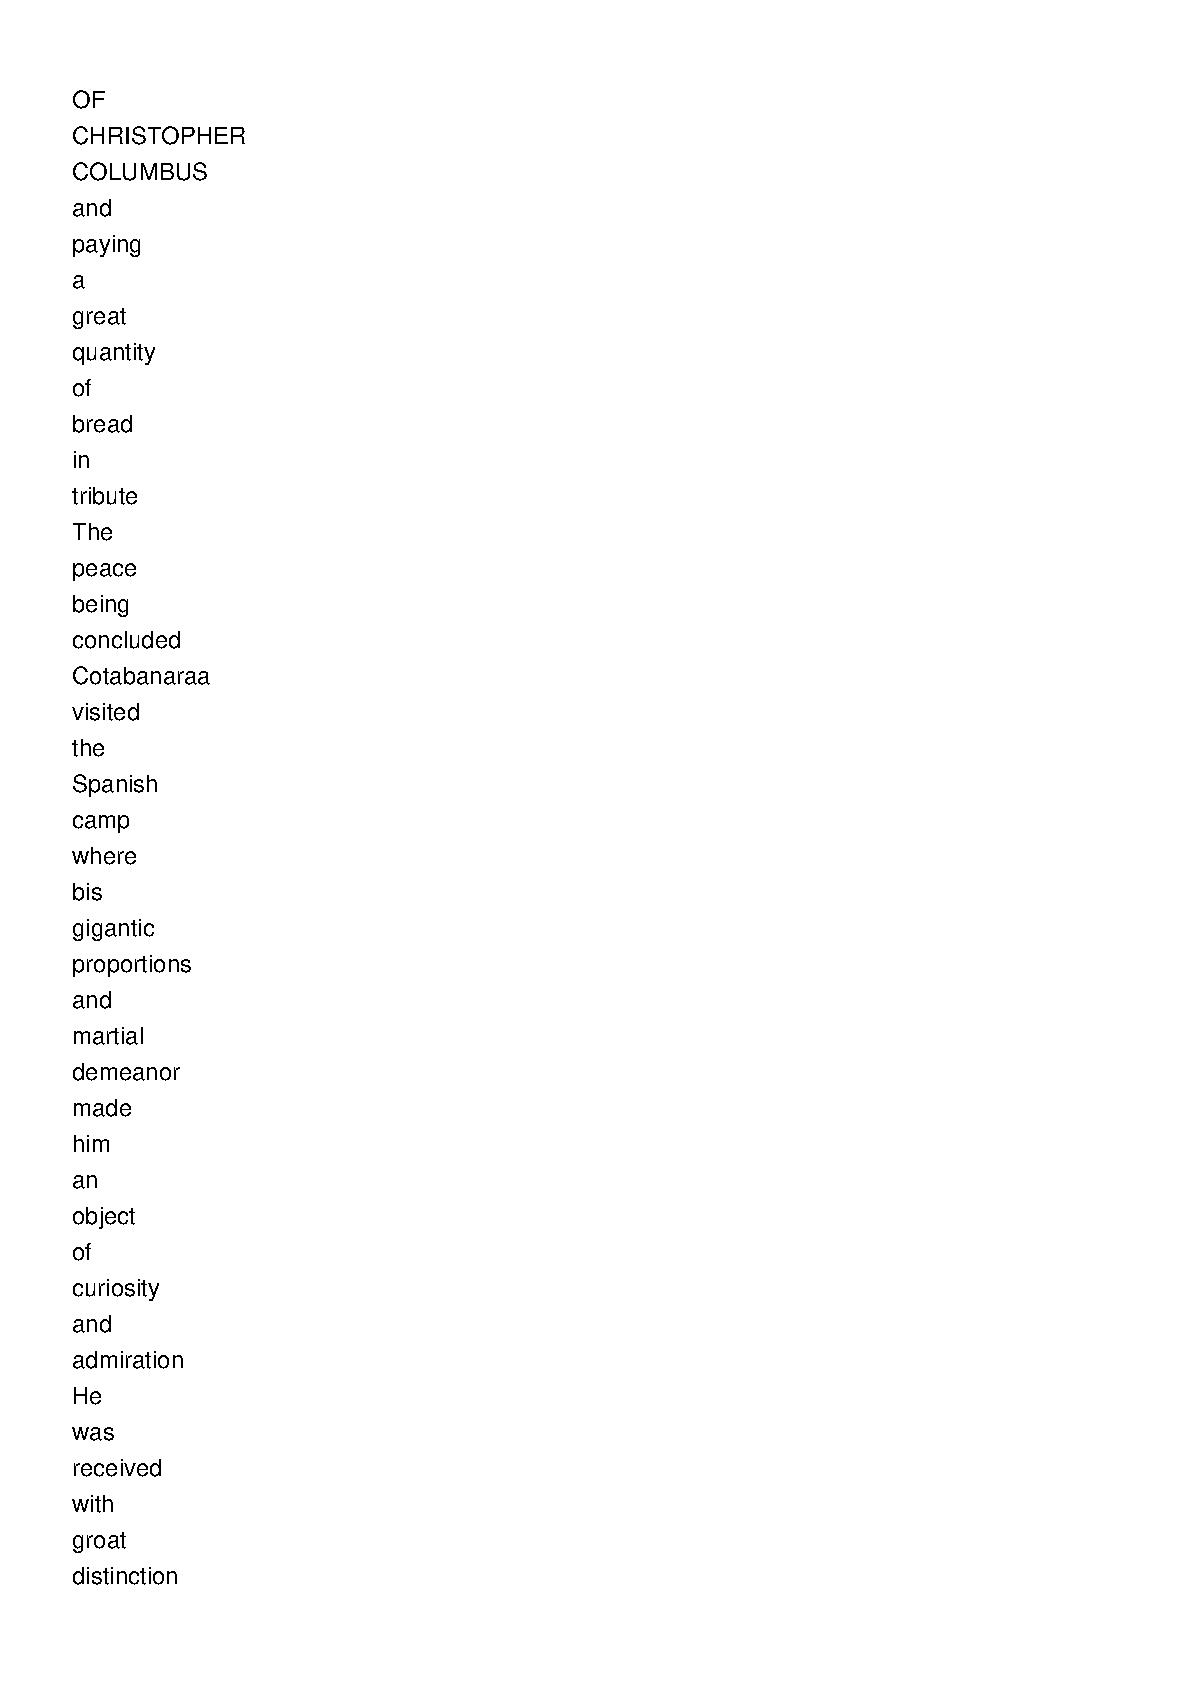 OF
CHRISTOPHER
COLUMBUS
and
paying
a
great
quantity
of
bread
in
tribute
The
peace
being
concluded
Cotabanaraa
visited
the
Spanish
camp
where
bis
gigantic
proportions
and
martial
demeanor
made
him
an
object
of
curiosity
and
admiration
He
was
received
with
groat
distinction